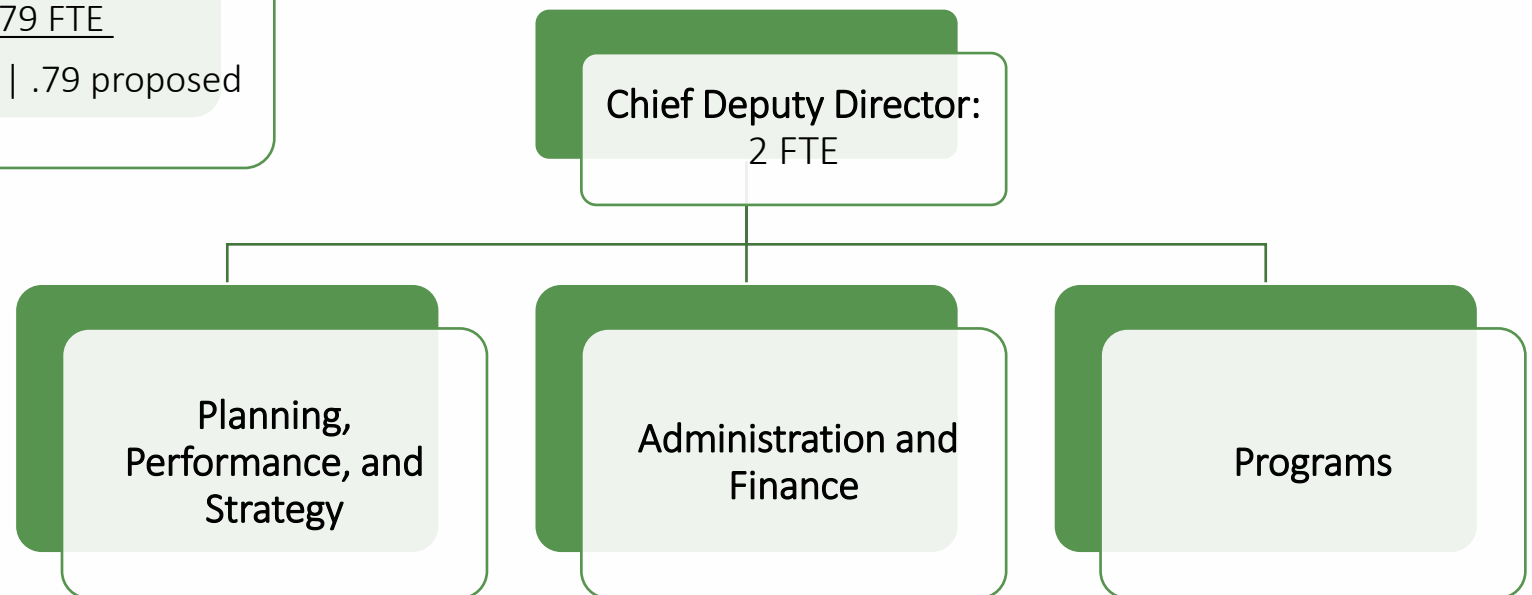 79 FTE
| .79 proposed
Chief Deputy Director:
2 FTE
Planning,
Performance, and
Strategy
Administration and
Finance
Programs